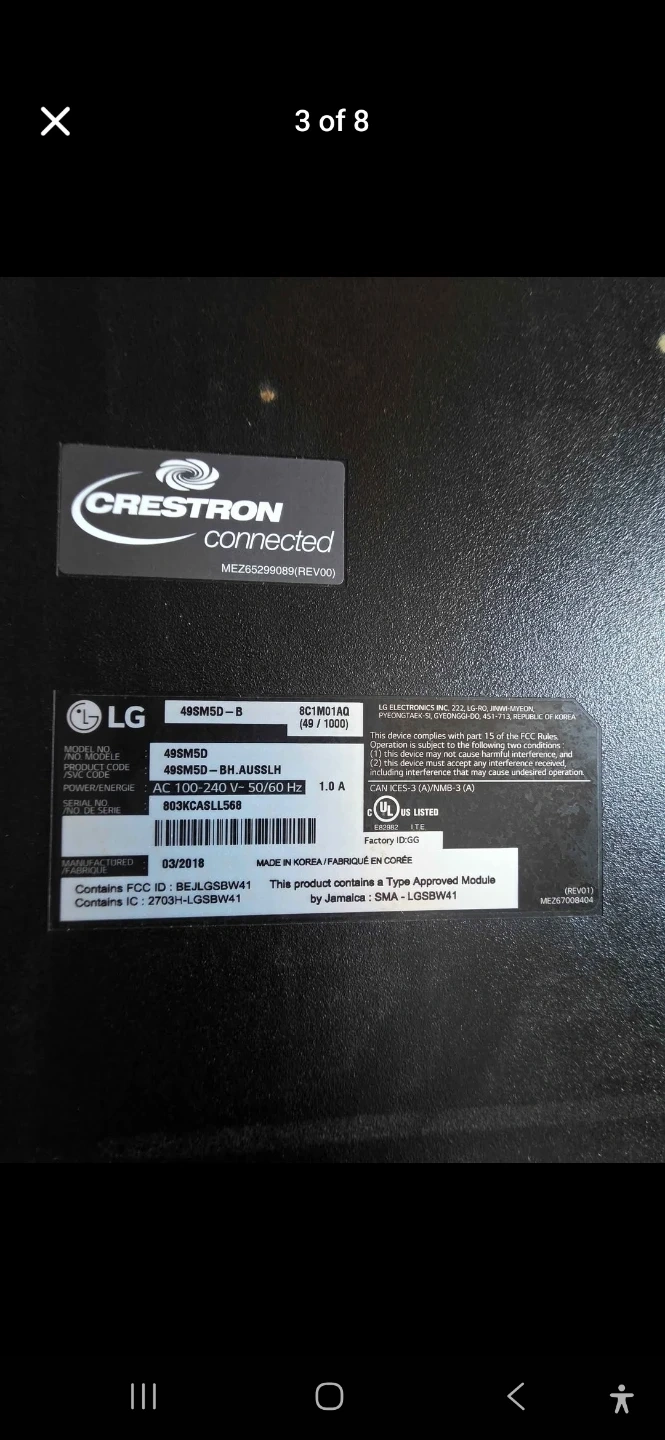 3 of 8
CRESTRON
connected
MEZ65299089(REV00)
LG
49SM5D-B
8C1M01AQ
(49 / 1000)
MODEL NO. /NO. MODÈLE : 49SM5D
PRODUCT CODE /SVC CODE : 49SM5D-BH.AUSSLH
POWER/ENERGIE : AC 100-240 V~ 50/60 Hz 1.0 A
SERIAL NO. /NO. DE SÉRIE : 803KCASLL568
MANUFACTURED /FABRIQUÉ : 03/2018
MADE IN KOREA/FABRIQUÉ EN CORÉE
Contains FCC ID : BEJLGSBW41
Contains IC : 2703H-LGSBW41
This product contains a Type Approved Module
by Jamaica : SMA - LGSBW41
LG ELECTRONICS INC. 222, LG-RO, JINWI-MYEON,
PYEONGTAEK-SI, GYEONGGI-DO, 451-713, REPUBLIC OF KOREA
This device complies with part 15 of the FCC Rules.
Operation is subject to the following two conditions :
(1) this device may not cause harmful interference, and
(2) this device must accept any interference received,
including interference that may cause undesired operation.
CAN ICES-3 (A)/NMB-3 (A)
C UL US LISTED
E82982 I.T.E.
Factory ID:GG
(REV01)
MEZ67008404